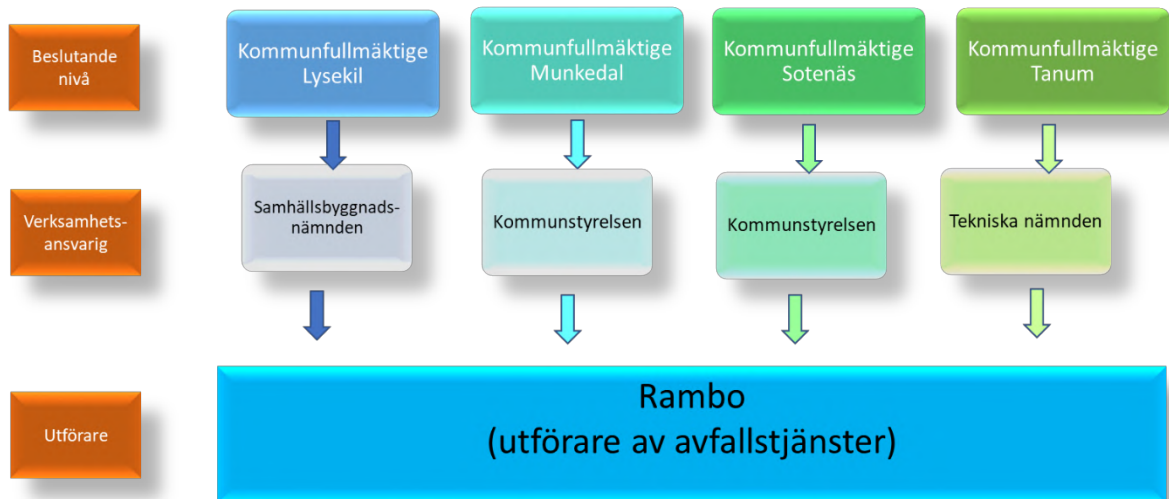 Beslutande
nivå
Kommunfullmäktige
Lysekil
Kommunfullmäktige
Munkedal
Kommunfullmäktige
Sotenäs
Kommunfullmäktige
Tanum
Verksamhets-
ansvarig
Samhällsbyggnads-
nämnden
Kommunstyrelsen
Kommunstyrelsen
Tekniska nämnden
Utförare
Rambo
(utförare av avfallstjänster)